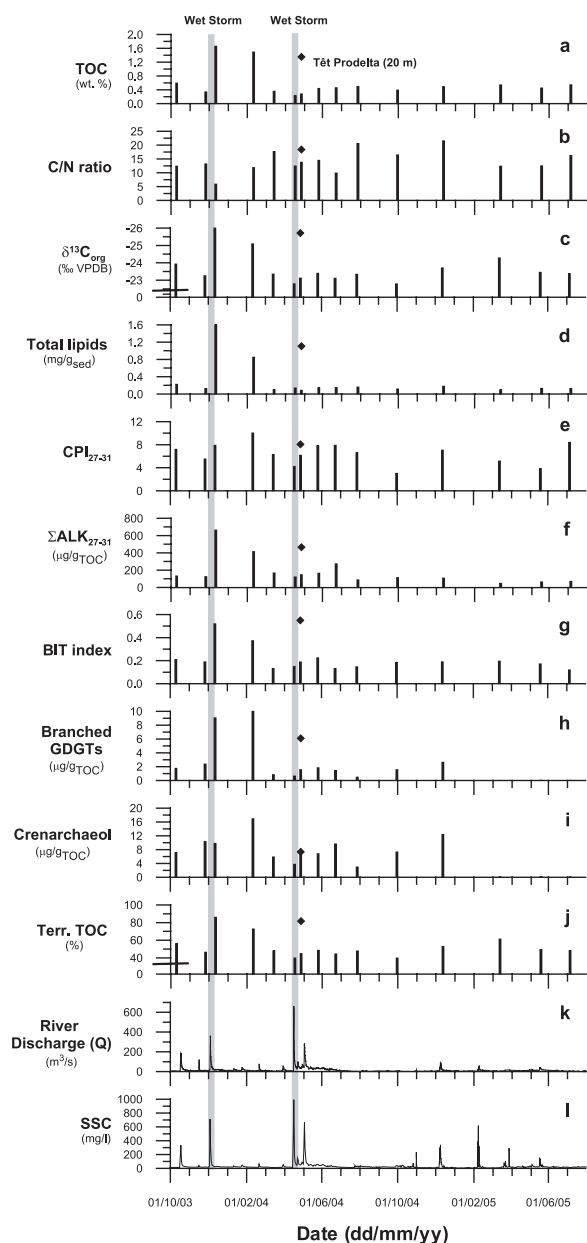 Wet Storm Wet Storm
2.0
1.6
1.2
0.8
0.4
0.0
TOC
(wt. %)
Têt Prodelta (20 m)
a
25
20
15
10
5
0
C/N ratio
b
-26
-25
-24
-23
0
δ¹³Corg
(‰ VPDB)
c
1.6
1.2
0.8
0.4
0.0
Total lipids
(mg/gsed)
d
12
8
4
0
CPI27-31
e
800
600
400
200
0
ΣALK27-31
(μg/gTOC)
f
0.6
0.4
0.2
0.0
BIT index
g
10
8
6
4
2
0
Branched
GDGTs
(μg/gTOC)
h
20
16
12
8
4
0
Crenarchaeol
(μg/gTOC)
i
100
80
60
40
0
Terr. TOC
(%)
j
600
400
200
0
River
Discharge (Q)
(m³/s)
k
1000
800
600
400
200
0
SSC
(mg/l)
l
01/10/03 01/02/04 01/06/04 01/10/04 01/02/05 01/06/05
Date (dd/mm/yy)